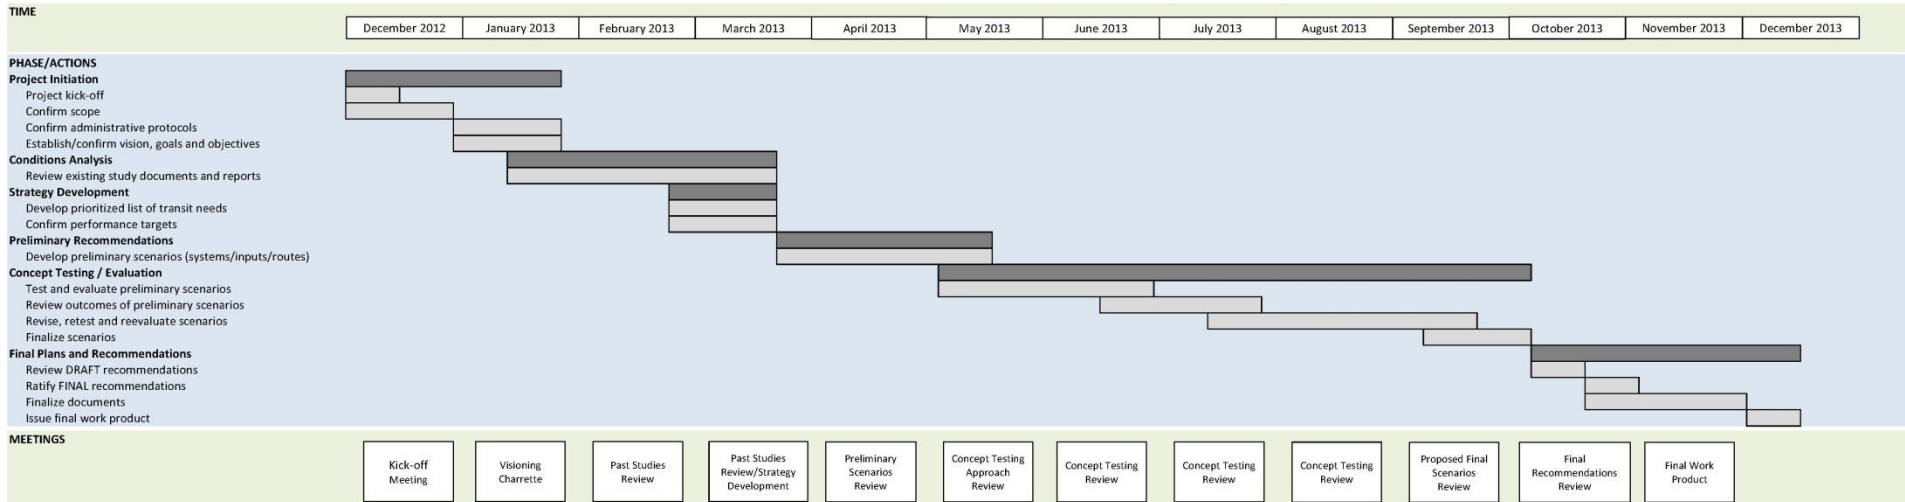 TIME
December 2012 January 2013 February 2013 March 2013 April 2013 May 2013 June 2013 July 2013 August 2013 September 2013 October 2013 November 2013 December 2013
PHASE/ACTIONS
Project Initiation
Project kick-off
Confirm scope
Confirm administrative protocols
Establish/confirm vision, goals and objectives
Conditions Analysis
Review existing study documents and reports
Strategy Development
Develop prioritized list of transit needs
Confirm performance targets
Preliminary Recommendations
Develop preliminary scenarios (systems/inputs/routes)
Concept Testing / Evaluation
Test and evaluate preliminary scenarios
Review outcomes of preliminary scenarios
Revise, retest and reevaluate scenarios
Finalize scenarios
Final Plans and Recommendations
Review DRAFT recommendations
Ratify FINAL recommendations
Finalize documents
Issue final work product
MEETINGS
Kick-off
Meeting
Visioning
Charrette
Past Studies
Review
Past Studies
Review/Strategy
Development
Preliminary
Scenarios
Review
Concept Testing
Approach
Review
Concept Testing
Review
Concept Testing
Review
Concept Testing
Review
Proposed Final
Scenarios
Review
Final
Recommendations
Review
Final Work
Product